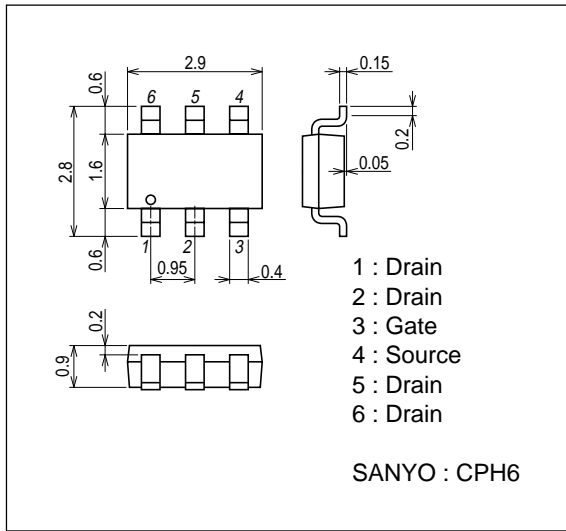 2.9
0.15
0.6
6 5 4
0.2
2.8
1.6
0.05
0.6
1 2 3
0.95
0.4
0.2
0.9
1 : Drain
2 : Drain
3 : Gate
4 : Source
5 : Drain
6 : Drain
SANYO : CPH6